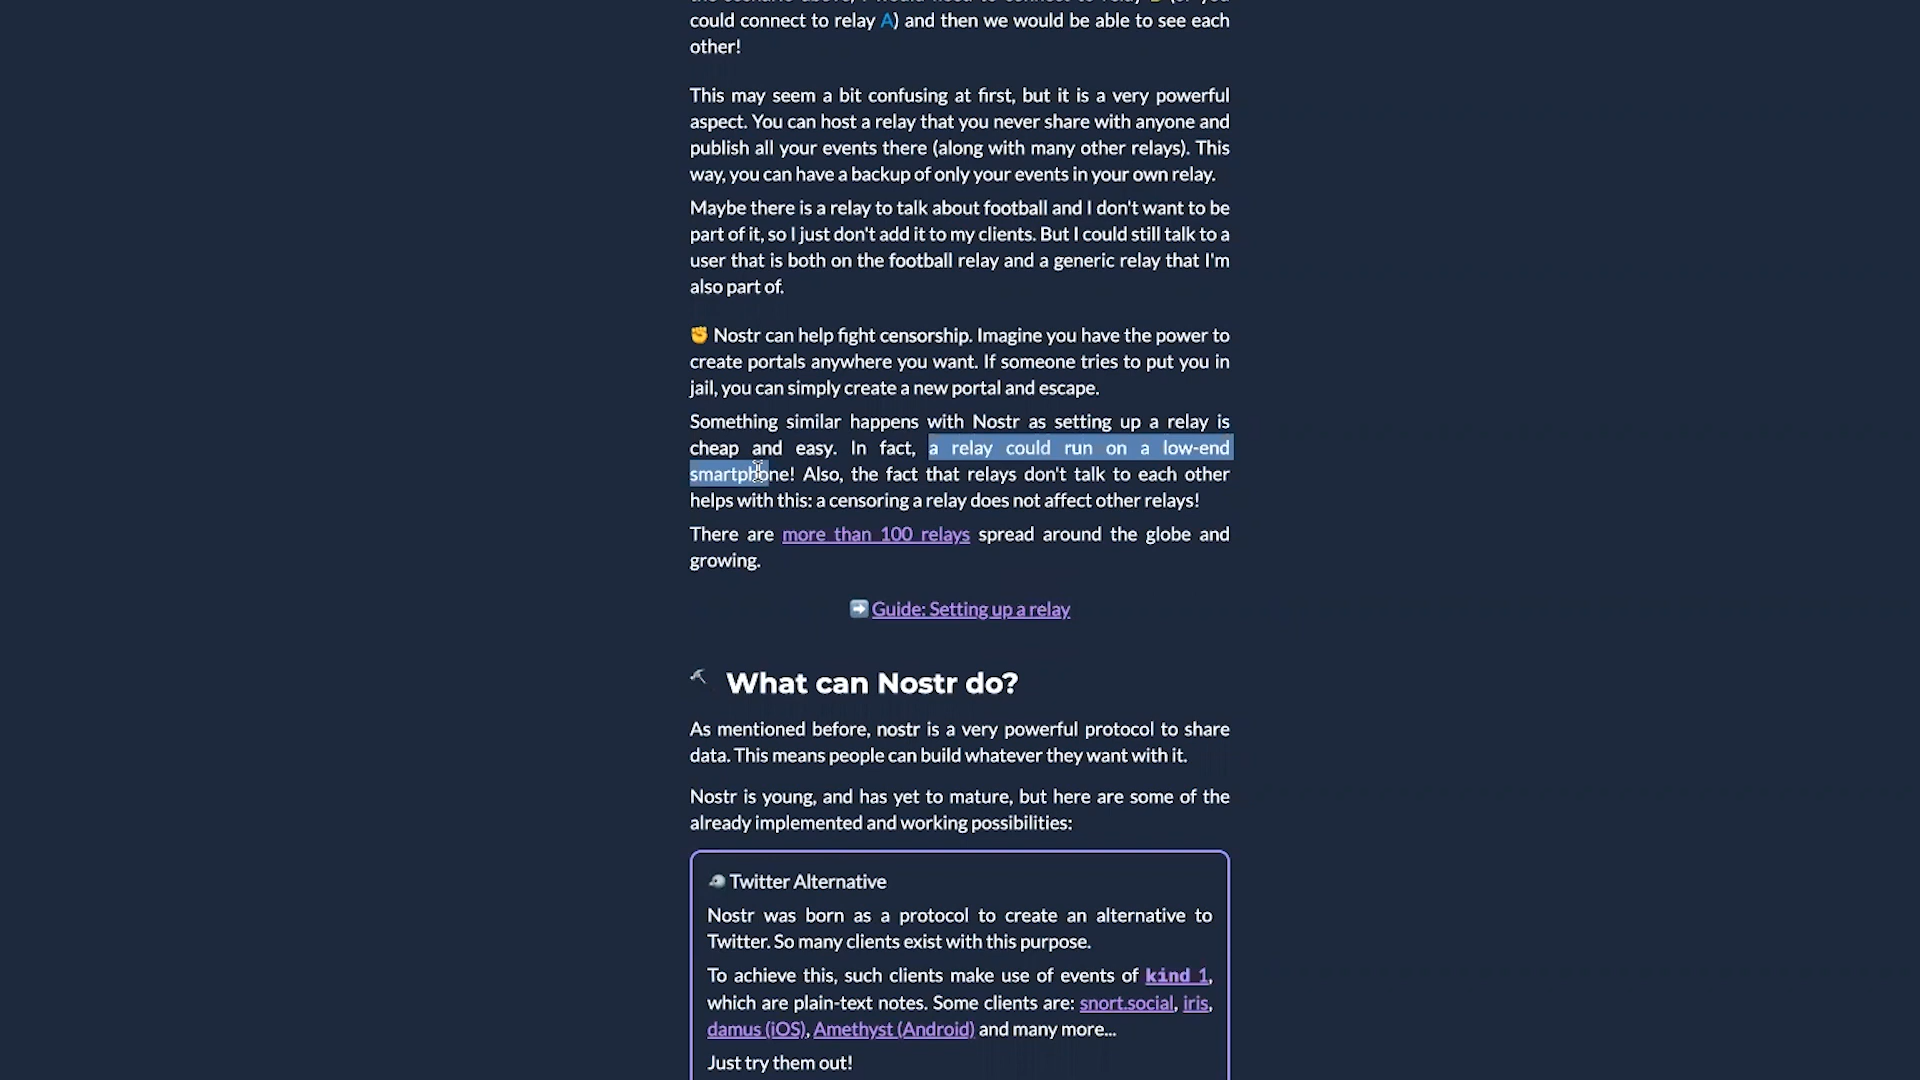 could connect to relay A) and then we would be able to see each
other!
This may seem a bit confusing at first, but it is a very powerful
aspect. You can host a relay that you never share with anyone and
publish all your events there (along with many other relays). This
way, you can have a backup of only your events in your own relay.
Maybe there is a relay to talk about football and I don't want to be
part of it, so I just don't add it to my clients. But I could still talk to a
user that is both on the football relay and a generic relay that I'm
also part of.
✊ Nostr can help fight censorship. Imagine you have the power to
create portals anywhere you want. If someone tries to put you in
jail, you can simply create a new portal and escape.
Something similar happens with Nostr as setting up a relay is
cheap and easy. In fact, a relay could run on a low-end
smartphone! Also, the fact that relays don't talk to each other
helps with this: a censoring a relay does not affect other relays!
There are more than 100 relays spread around the globe and
growing.
➡️ Guide: Setting up a relay
What can Nostr do?
As mentioned before, nostr is a very powerful protocol to share
data. This means people can build whatever they want with it.
Nostr is young, and has yet to mature, but here are some of the
already implemented and working possibilities:
Twitter Alternative
Nostr was born as a protocol to create an alternative to
Twitter. So many clients exist with this purpose.
To achieve this, such clients make use of events of kind 1,
which are plain-text notes. Some clients are: snort.social, iris,
damus (iOS), Amethyst (Android) and many more...
Just try them out!